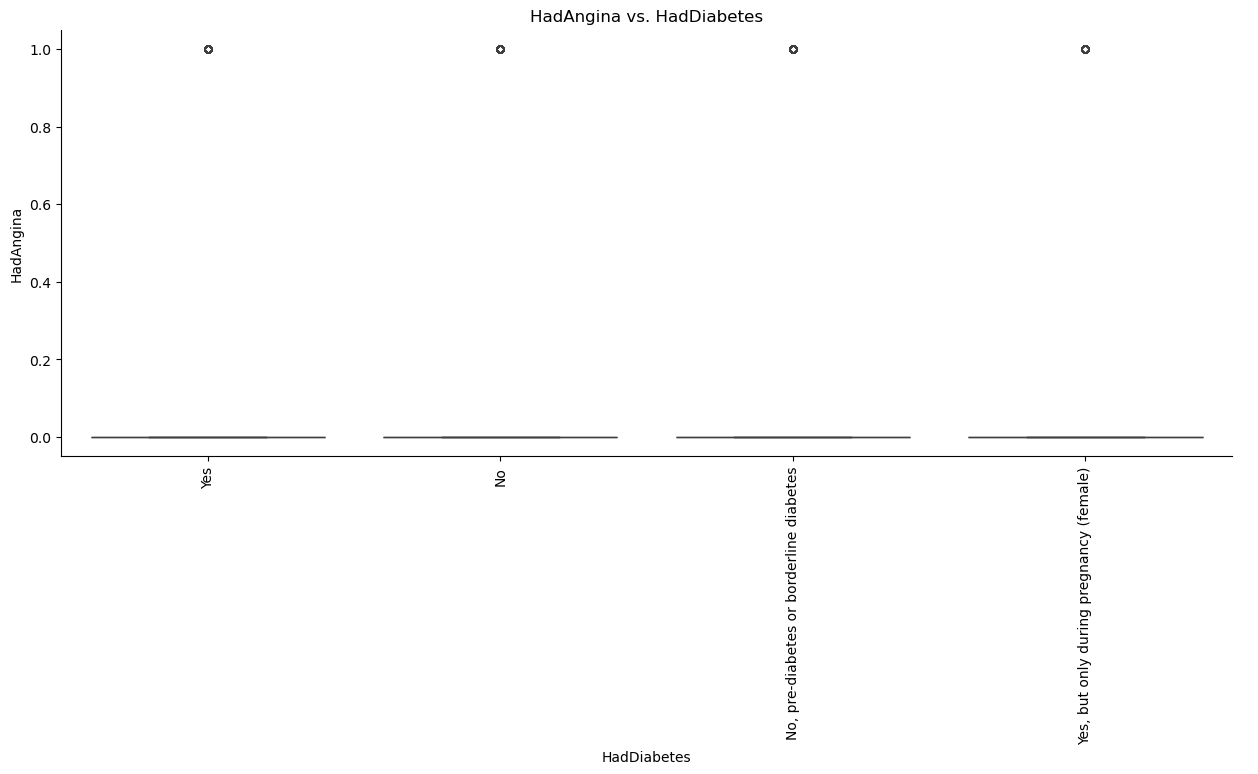 HadAngina vs. HadDiabetes
1.0
0.8
0.6
0.4
0.2
0.0
HadAngina
Yes
No
No, pre-diabetes or borderline diabetes
Yes, but only during pregnancy (female)
HadDiabetes